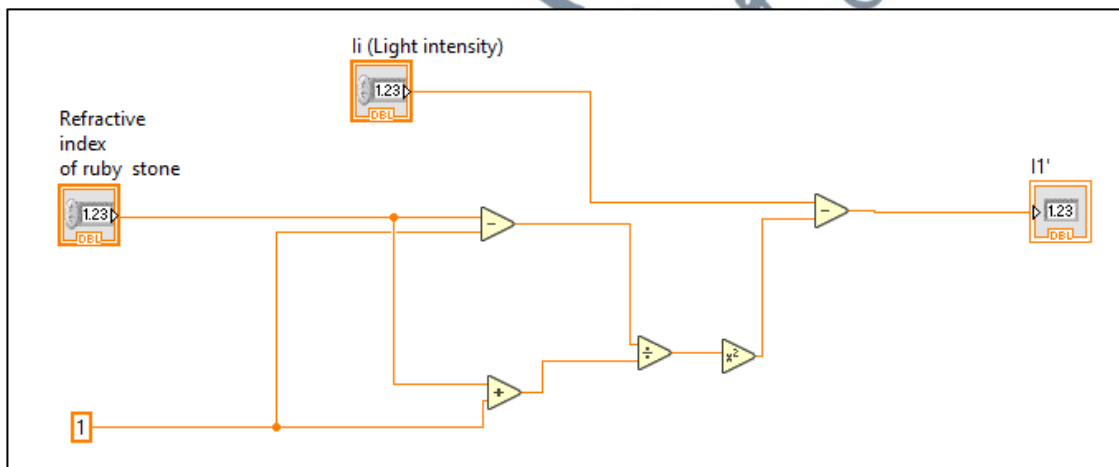 Ii (Light intensity)
1.23
DBL
Refractive
index
of ruby stone
1.23
DBL
-
-
I1'
1.23
DBL
÷
x²
+
1